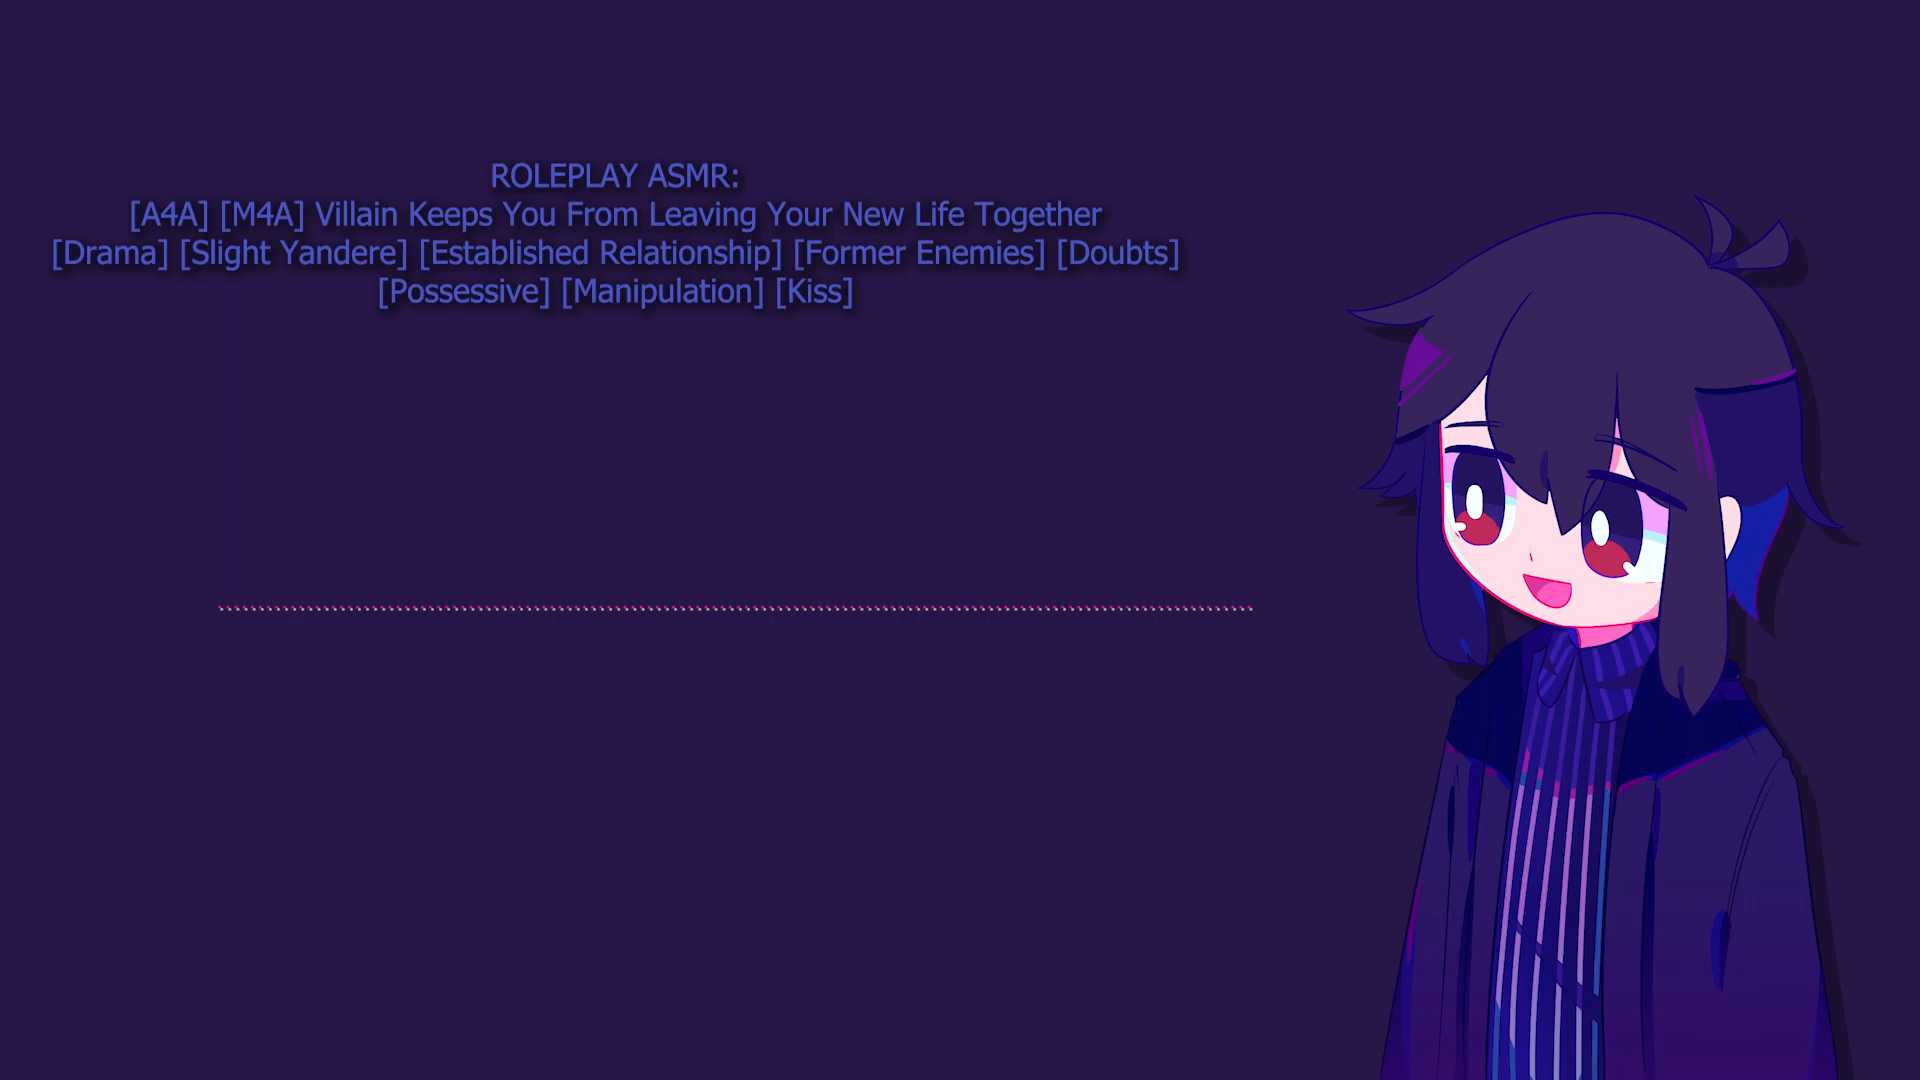 ROLEPLAY ASMR:
[A4A] [M4A] Villain Keeps You From Leaving Your New Life Together
[Drama] [Slight Yandere] [Established Relationship] [Former Enemies] [Doubts]
[Possessive] [Manipulation] [Kiss]